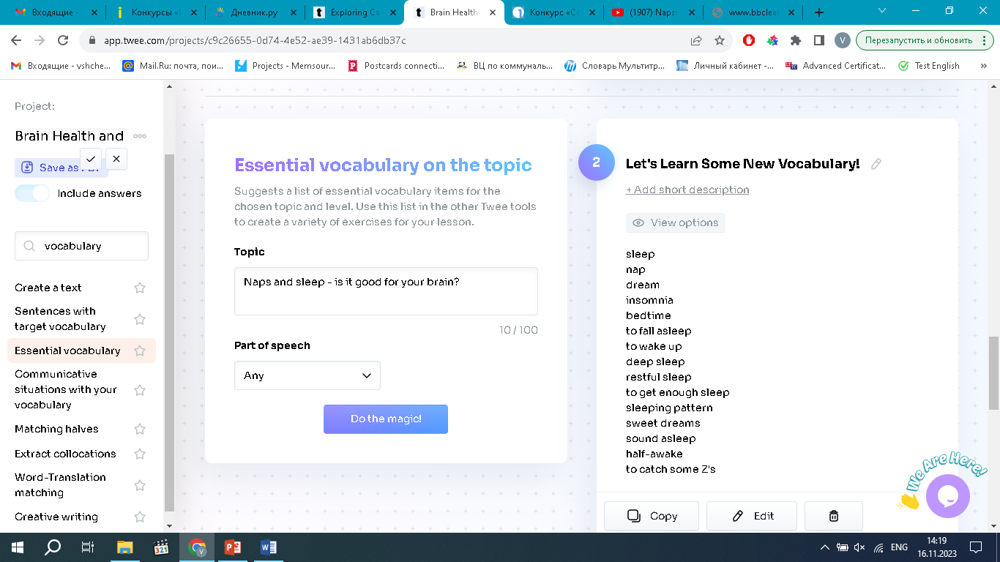 Входящие -
Конкурсы «
Дневник.ру
Exploring Ca
Brain Health
Конкурс «Со
(1907) Naps
www.bbclea
app.twee.com/projects/c9c26655-0d74-4e52-ae39-1431ab6db37c
V
Перезапустить и обновить
Входящие - vshche...
Mail.Ru: почта, пои...
Projects - Memsour...
Postcards connecti...
ВЦ по коммуналь...
Словарь Мультитр...
Личный кабинет -...
Advanced Certificat...
Test English
»
Project:
Brain Health and
Save as PDF
Include answers
vocabulary
Create a text
Sentences with
target vocabulary
Essential vocabulary
Communicative
situations with your
vocabulary
Matching halves
Extract collocations
Word-Translation
matching
Creative writing
Essential vocabulary on the topic
Suggests a list of essential vocabulary items for the
chosen topic and level. Use this list in the other Twee tools
to create a variety of exercises for your lesson.
Topic
Naps and sleep - is it good for your brain?
10 / 100
Part of speech
Any
Do the magic!
2
Let's Learn Some New Vocabulary!
+ Add short description
View options
sleep
nap
dream
insomnia
bedtime
to fall asleep
to wake up
deep sleep
restful sleep
to get enough sleep
sleeping pattern
sweet dreams
sound asleep
half-awake
to catch some Z's
Copy
Edit
We Are Here!
321
V
ENG
14:19
16.11.2023